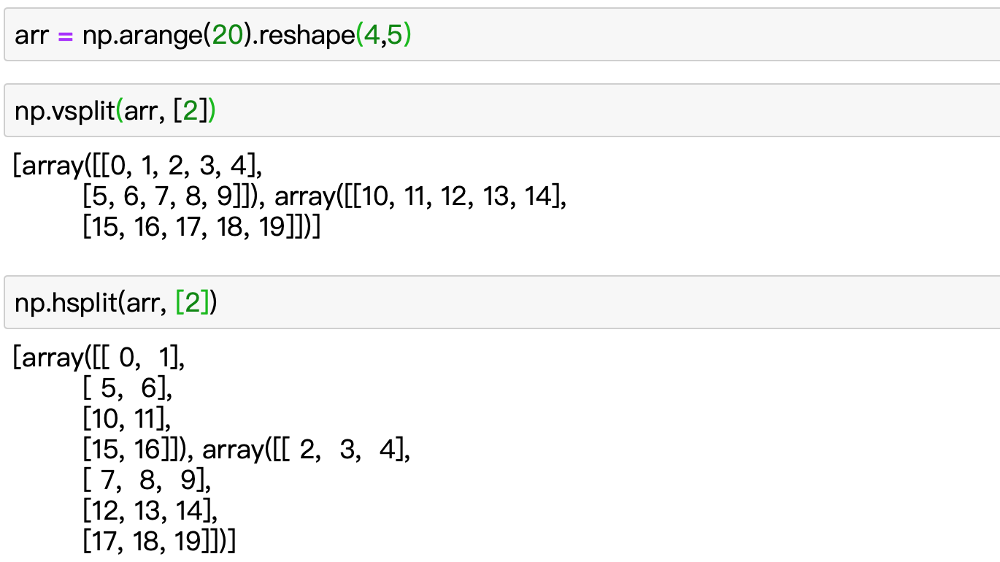 arr = np.arange(20).reshape(4,5)
np.vsplit(arr, [2])
[array([[0, 1, 2, 3, 4],
[5, 6, 7, 8, 9]]), array([[10, 11, 12, 13, 14],
[15, 16, 17, 18, 19]])]
np.hsplit(arr, [2])
[array([[ 0,  1],
[ 5,  6],
[10, 11],
[15, 16]]), array([[ 2,  3,  4],
[ 7,  8,  9],
[12, 13, 14],
[17, 18, 19]])]